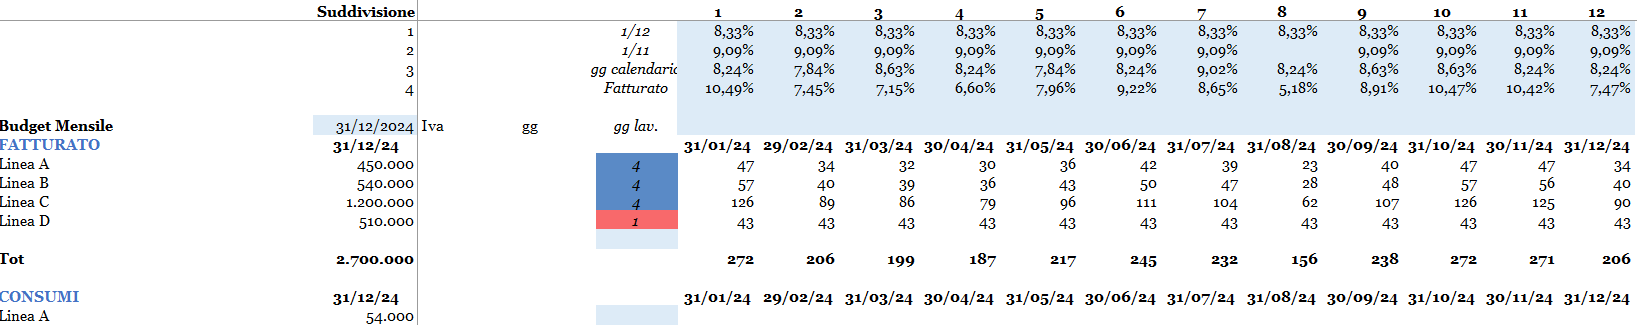 Suddivisione 1 2 3 4 5 6 7 8 9 10 11 12
1 1/12 8,33% 8,33% 8,33% 8,33% 8,33% 8,33% 8,33% 8,33% 8,33% 8,33% 8,33% 8,33%
2 1/11 9,09% 9,09% 9,09% 9,09% 9,09% 9,09% 9,09% 9,09% 9,09% 9,09% 9,09%
3 gg calendario 8,24% 7,84% 8,63% 8,24% 7,84% 8,24% 9,02% 8,24% 8,63% 8,63% 8,24% 8,24%
4 Fatturato 10,49% 7,45% 7,15% 6,60% 7,96% 9,22% 8,65% 5,18% 8,91% 10,47% 10,42% 7,47%
Budget Mensile 31/12/2024 Iva gg gg lav.
FATTURATO 31/12/24 31/01/24 29/02/24 31/03/24 30/04/24 31/05/24 30/06/24 31/07/24 31/08/24 30/09/24 31/10/24 30/11/24 31/12/24
Linea A 450.000 4 47 34 32 30 36 42 39 23 40 47 47 34
Linea B 540.000 4 57 40 39 36 43 50 47 28 48 57 56 40
Linea C 1.200.000 4 126 89 86 79 96 111 104 62 107 126 125 90
Linea D 510.000 1 43 43 43 43 43 43 43 43 43 43 43 43
Tot 2.700.000 272 206 199 187 217 245 232 156 238 272 271 206
CONSUMI 31/12/24 31/01/24 29/02/24 31/03/24 30/04/24 31/05/24 30/06/24 31/07/24 31/08/24 30/09/24 31/10/24 30/11/24 31/12/24
Linea A 54.000